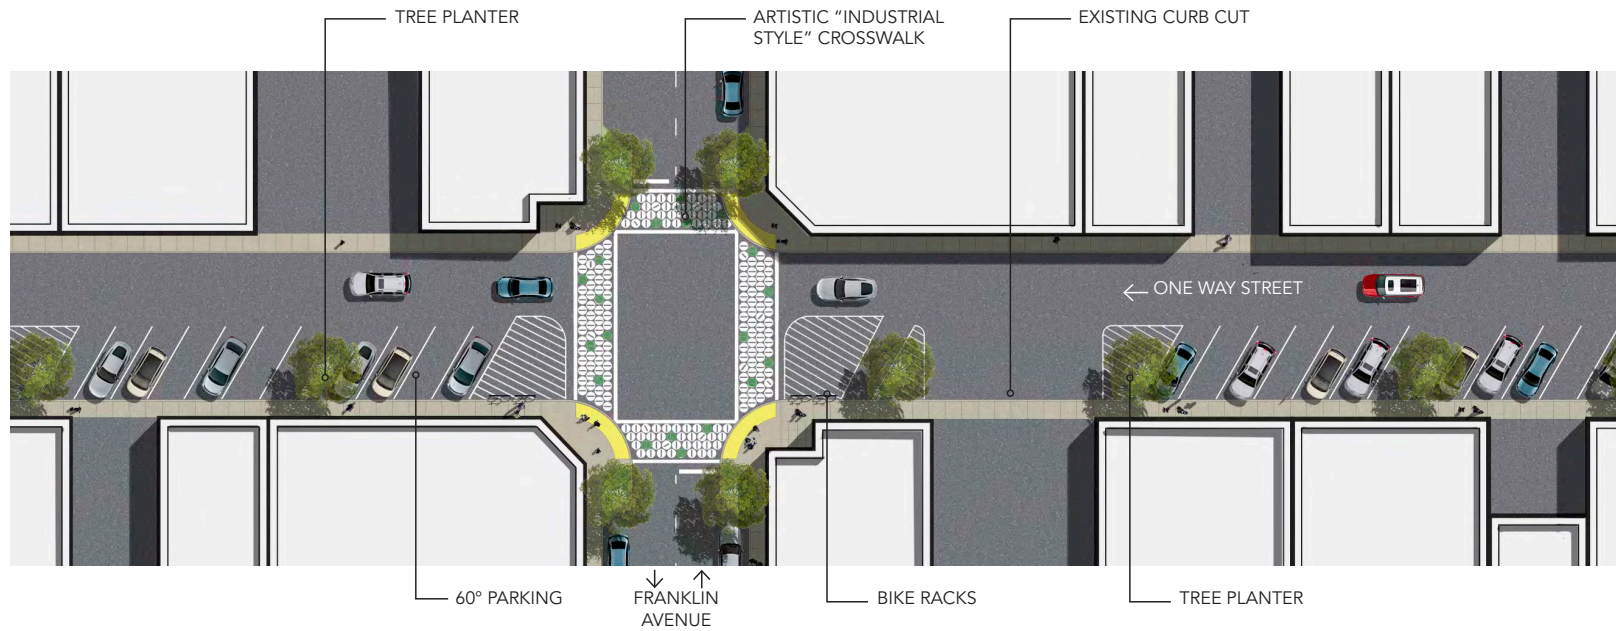 TREE PLANTER
ARTISTIC “INDUSTRIAL
STYLE” CROSSWALK
EXISTING CURB CUT
ONE WAY STREET
60° PARKING
FRANKLIN
AVENUE
BIKE RACKS
TREE PLANTER